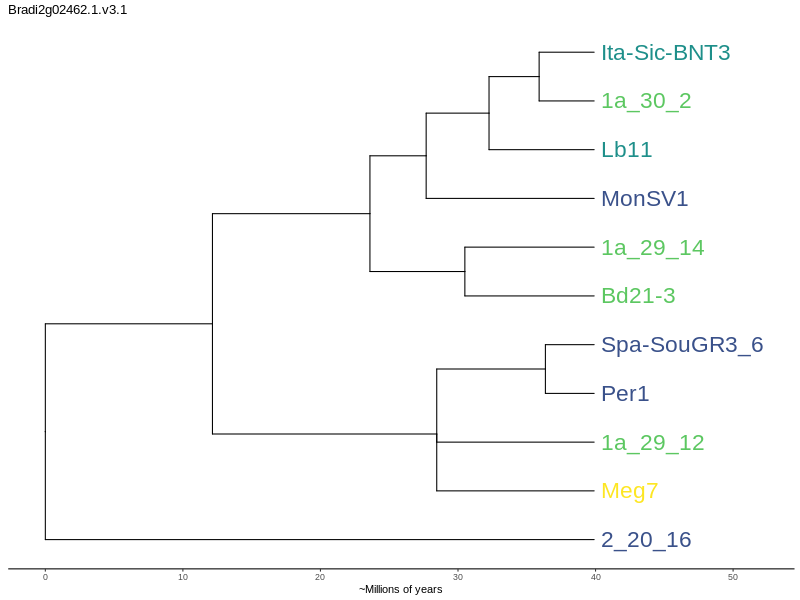 Bradi2g02462.1.v3.1
Ita-Sic-BNT3
1a_30_2
Lb11
MonSV1
1a_29_14
Bd21-3
Spa-SouGR3_6
Per1
1a_29_12
Meg7
2_20_16
0 10 20 30 40 50
~Millions of years